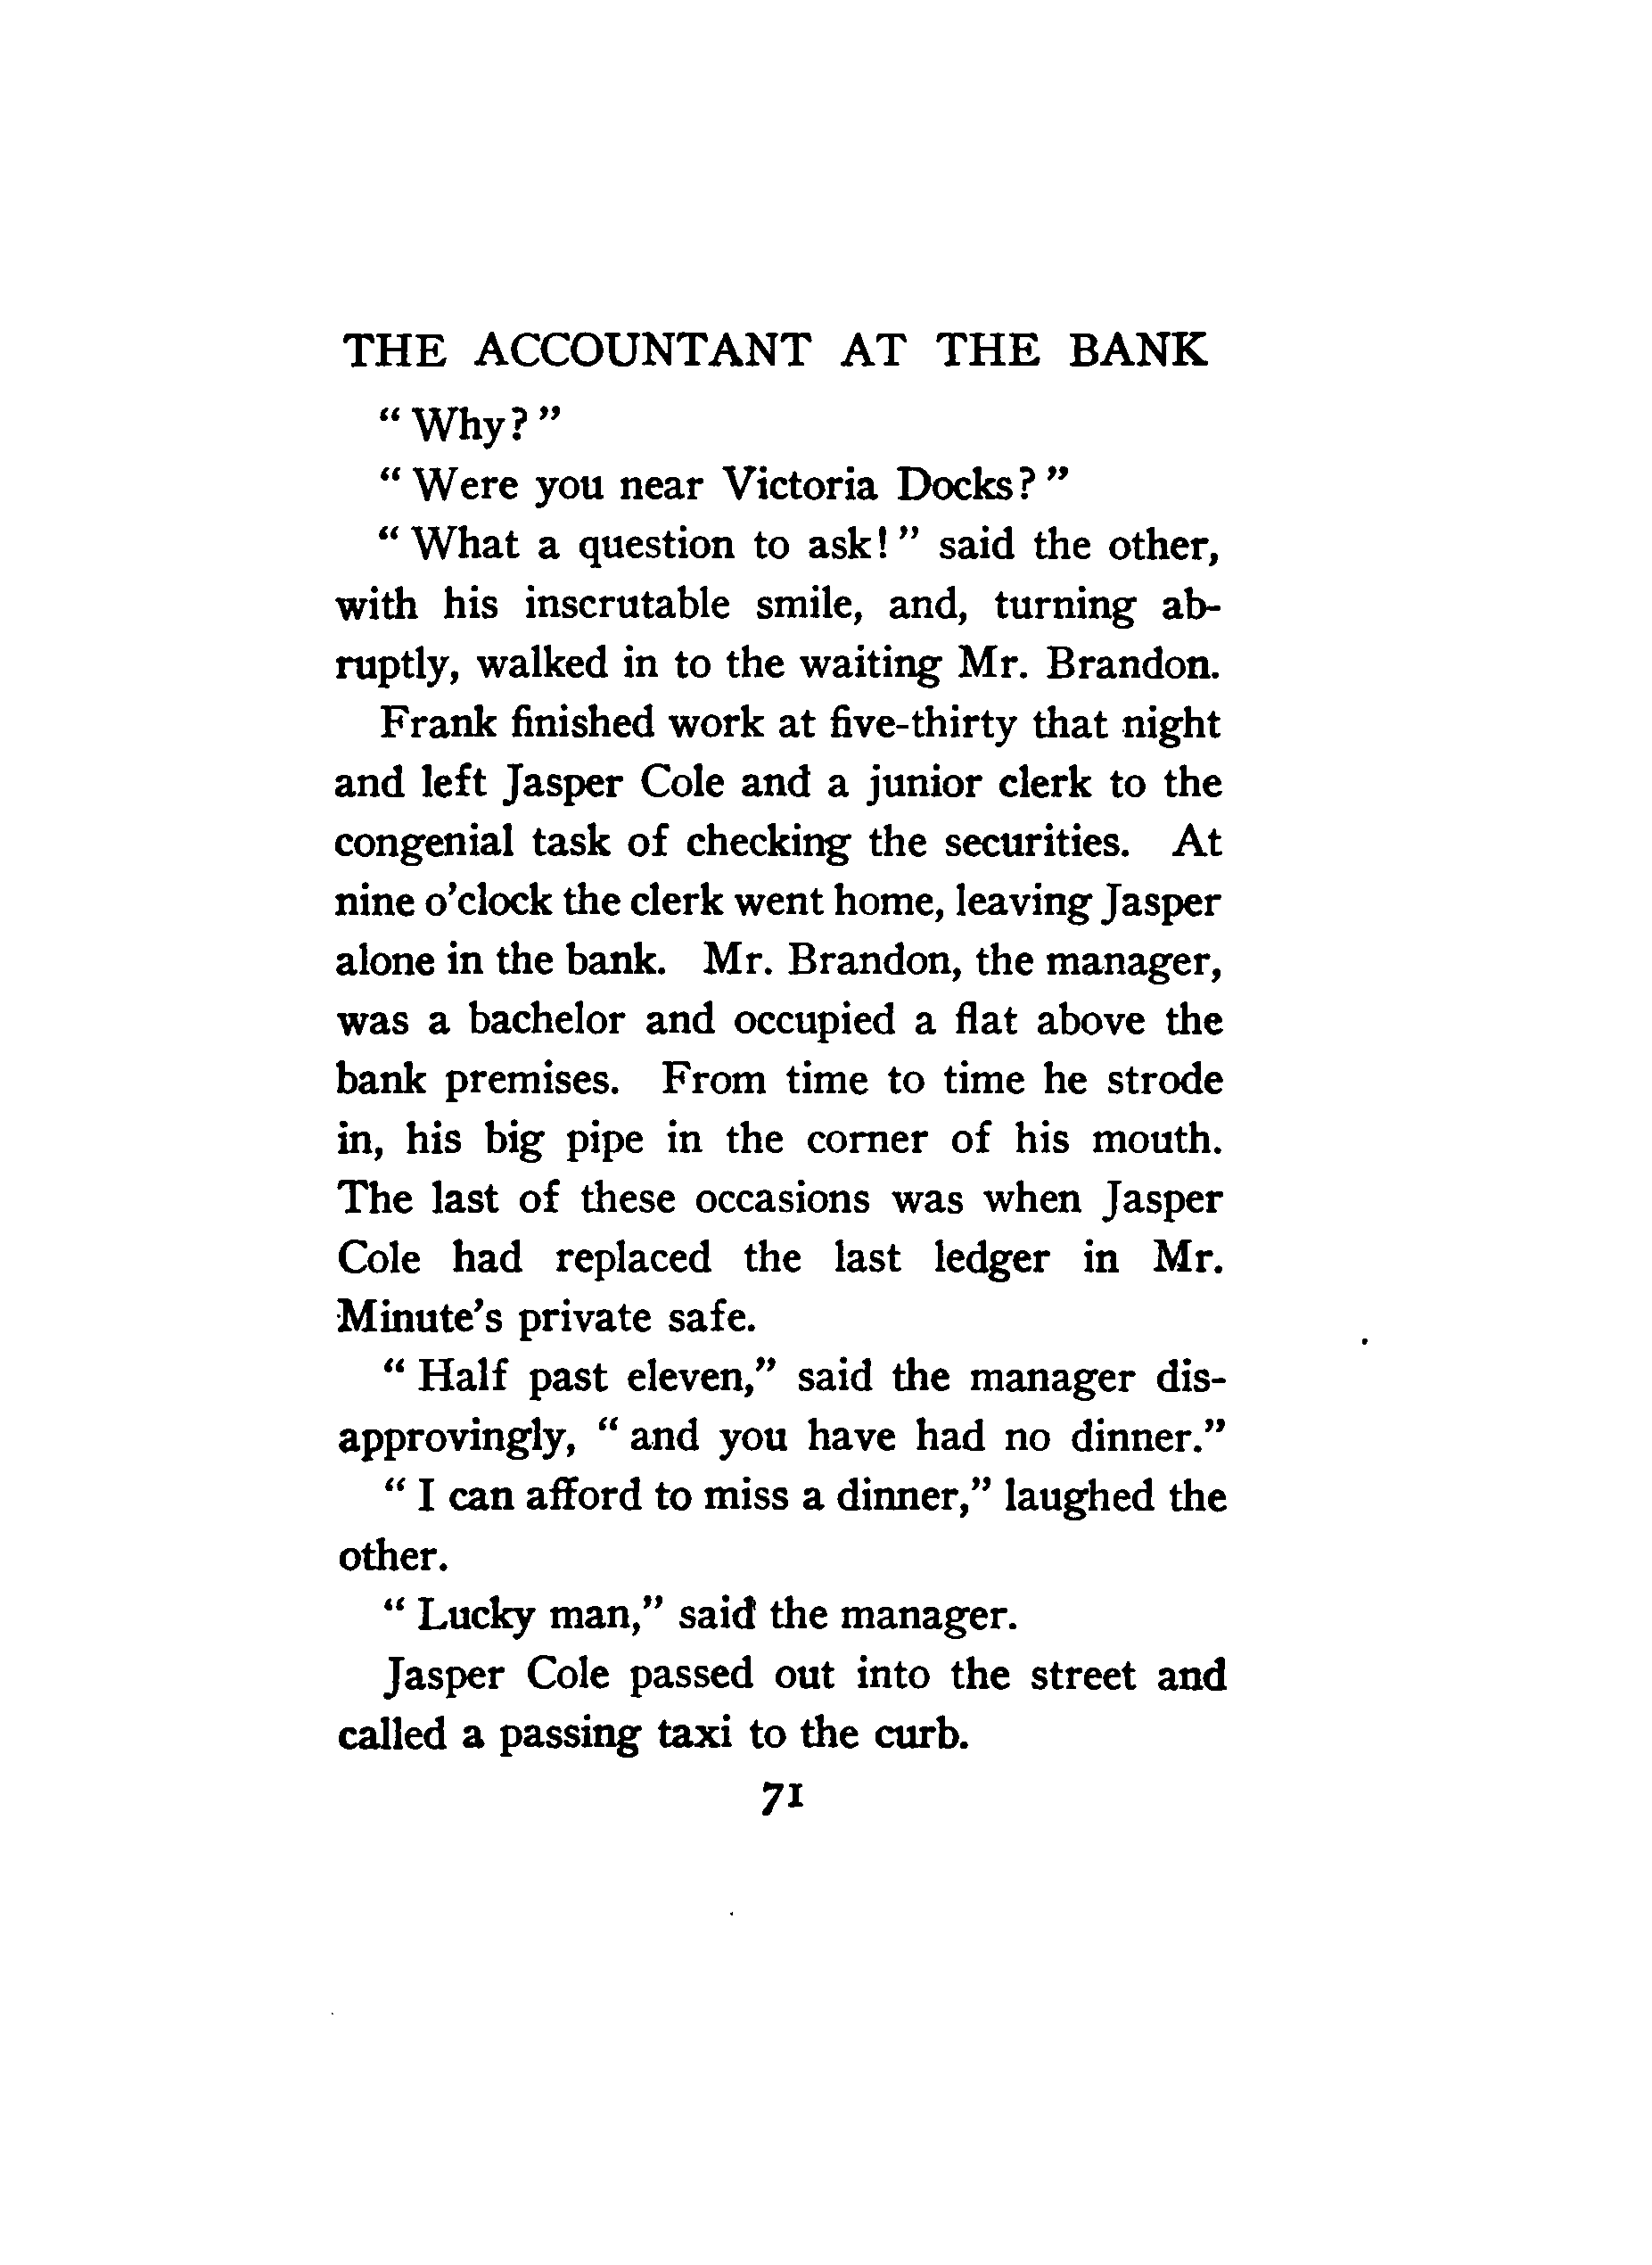 THE ACCOUNTANT AT THE BANK
“ Why? ”
“ Were you near Victoria Docks? ”
“ What a question to ask! ” said the other,
with his inscrutable smile, and, turning ab-
ruptly, walked in to the waiting Mr. Brandon.
Frank finished work at five-thirty that night
and left Jasper Cole and a junior clerk to the
congenial task of checking the securities. At
nine o’clock the clerk went home, leaving Jasper
alone in the bank. Mr. Brandon, the manager,
was a bachelor and occupied a flat above the
bank premises. From time to time he strode
in, his big pipe in the corner of his mouth.
The last of these occasions was when Jasper
Cole had replaced the last ledger in Mr.
Minute’s private safe.
“ Half past eleven,” said the manager dis-
approvingly, “ and you have had no dinner.”
“ I can afford to miss a dinner,” laughed the
other.
“ Lucky man,” said the manager.
Jasper Cole passed out into the street and
called a passing taxi to the curb.
71